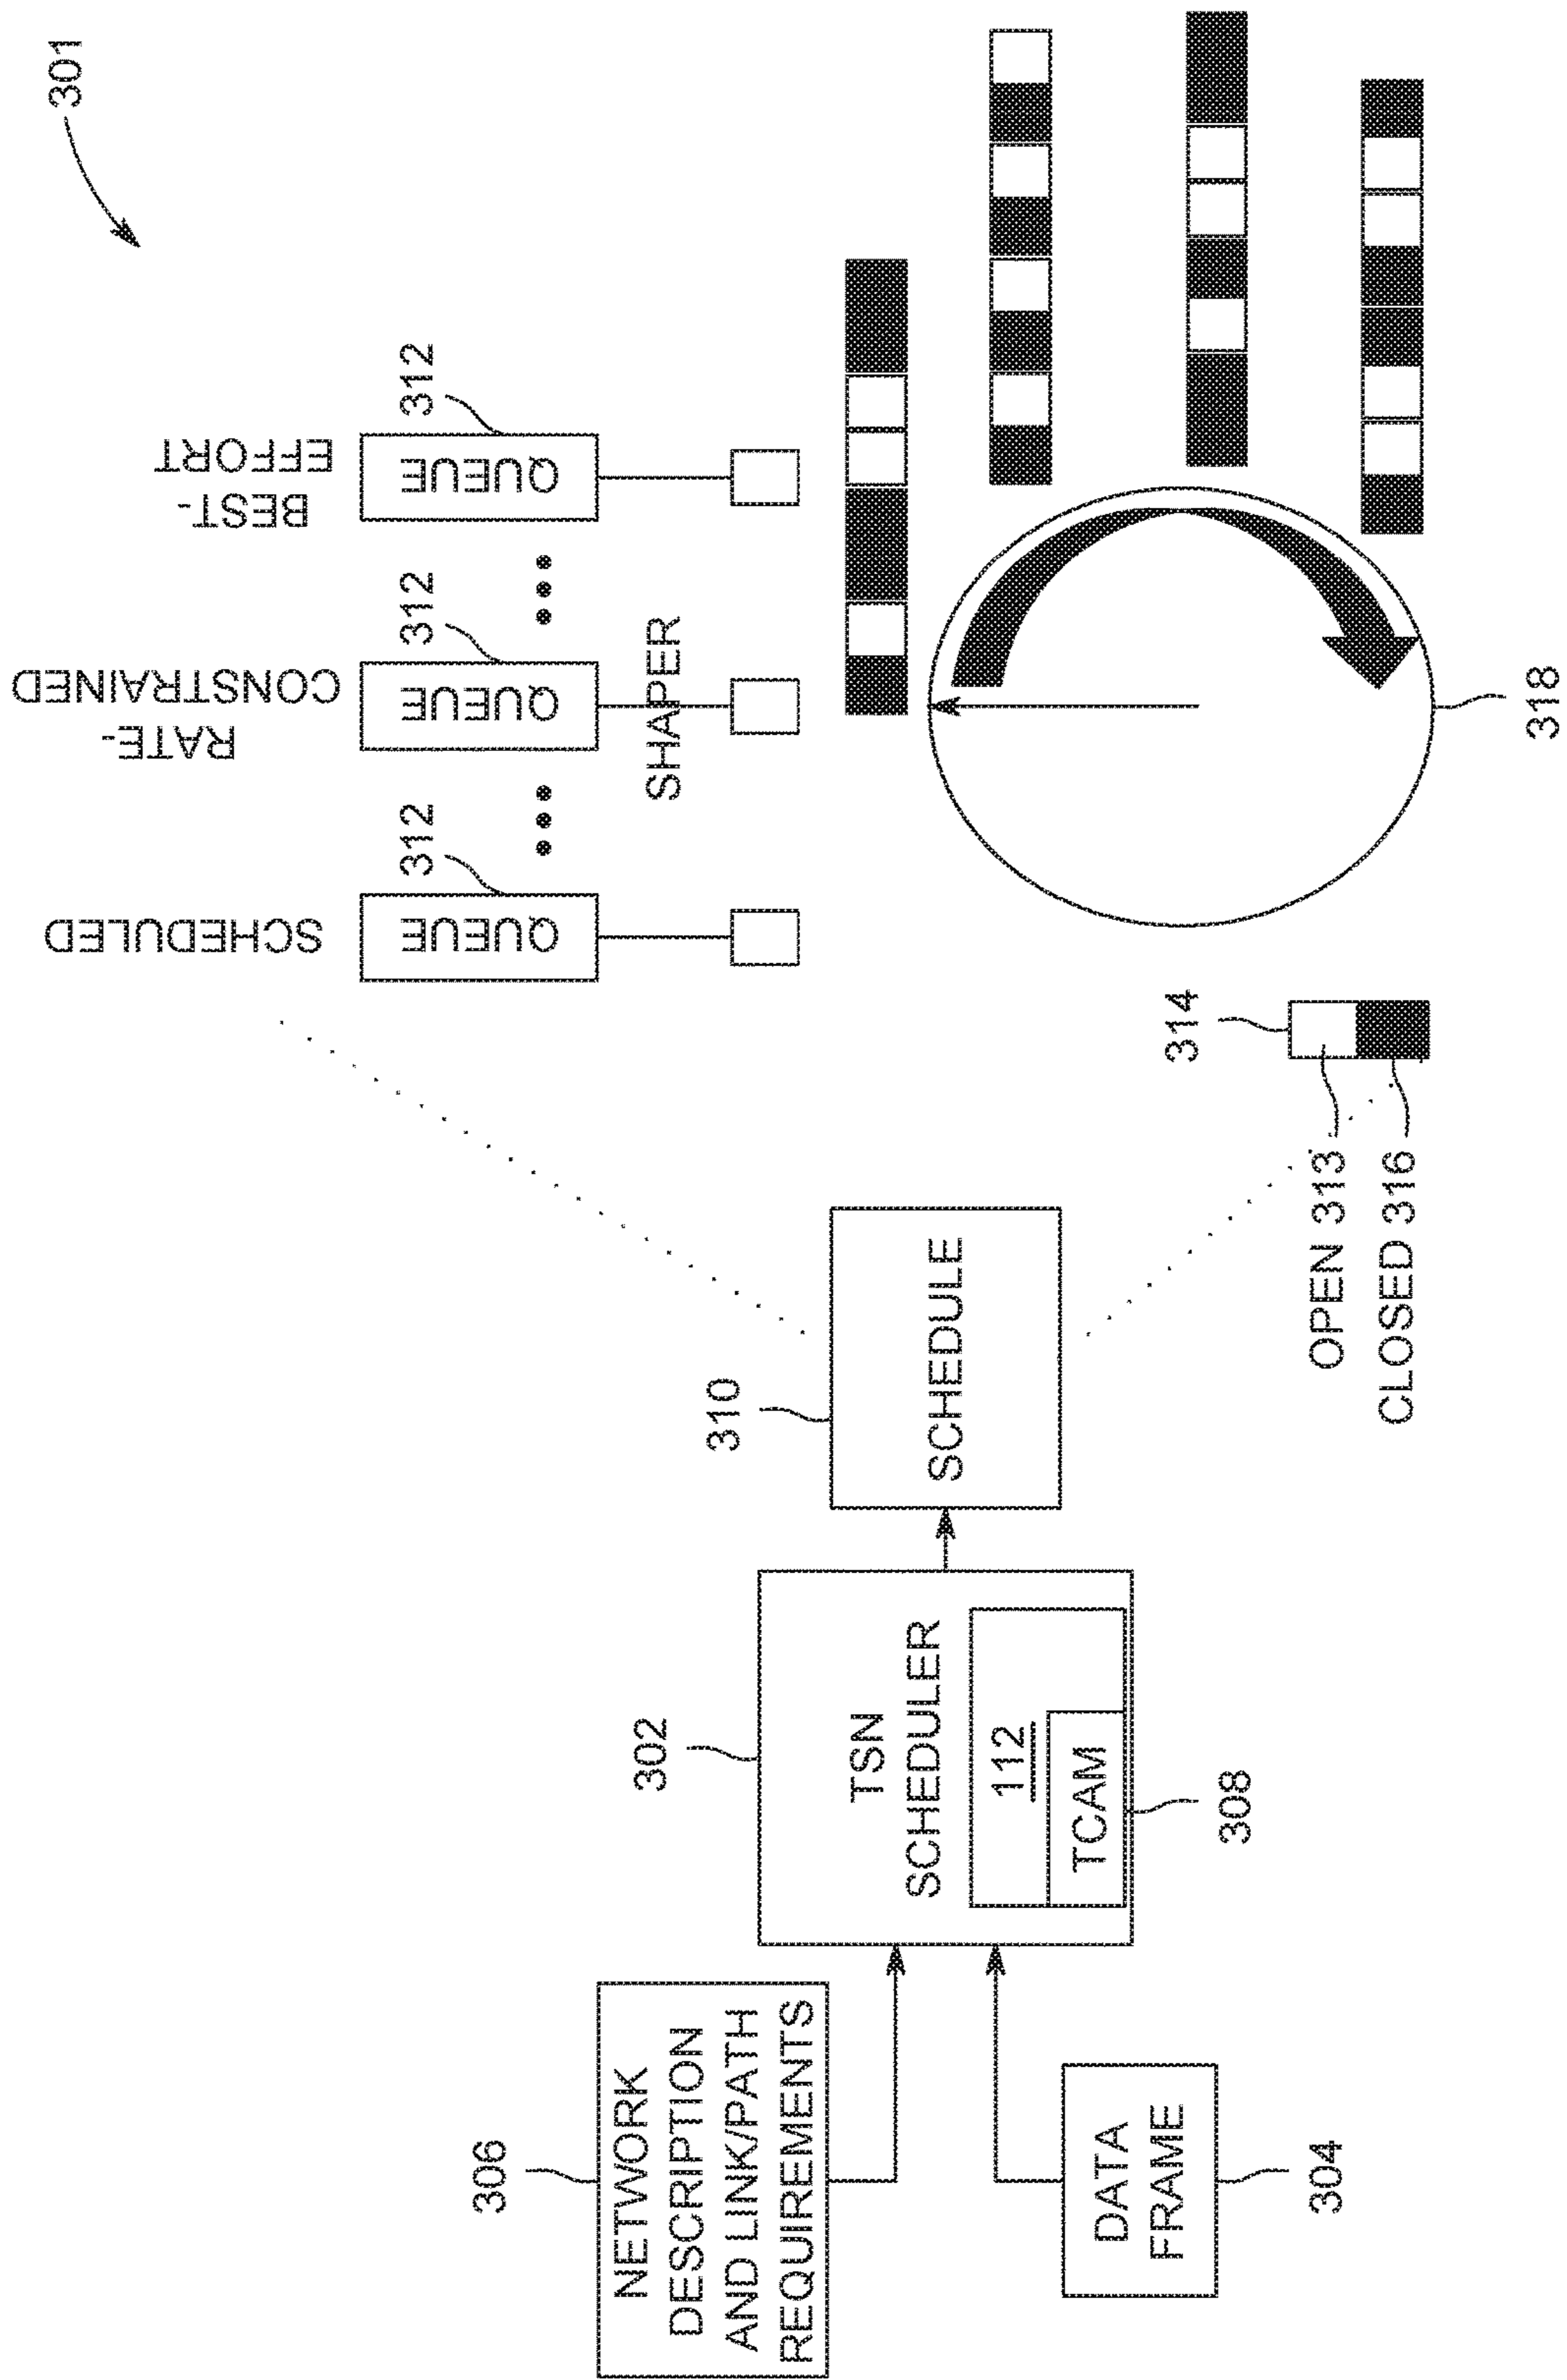 301
306
NETWORK
DESCRIPTION
AND LINK/PATH
REQUIREMENTS
DATA
FRAME
304
302
TSN
SCHEDULER
112
TCAM
308
310
SCHEDULE
SCHEDULED
RATE-
CONSTRAINED
BEST-
EFFORT
312
312
312
QUEUE
QUEUE
QUEUE
SHAPER
314
OPEN 313
CLOSED 316
318